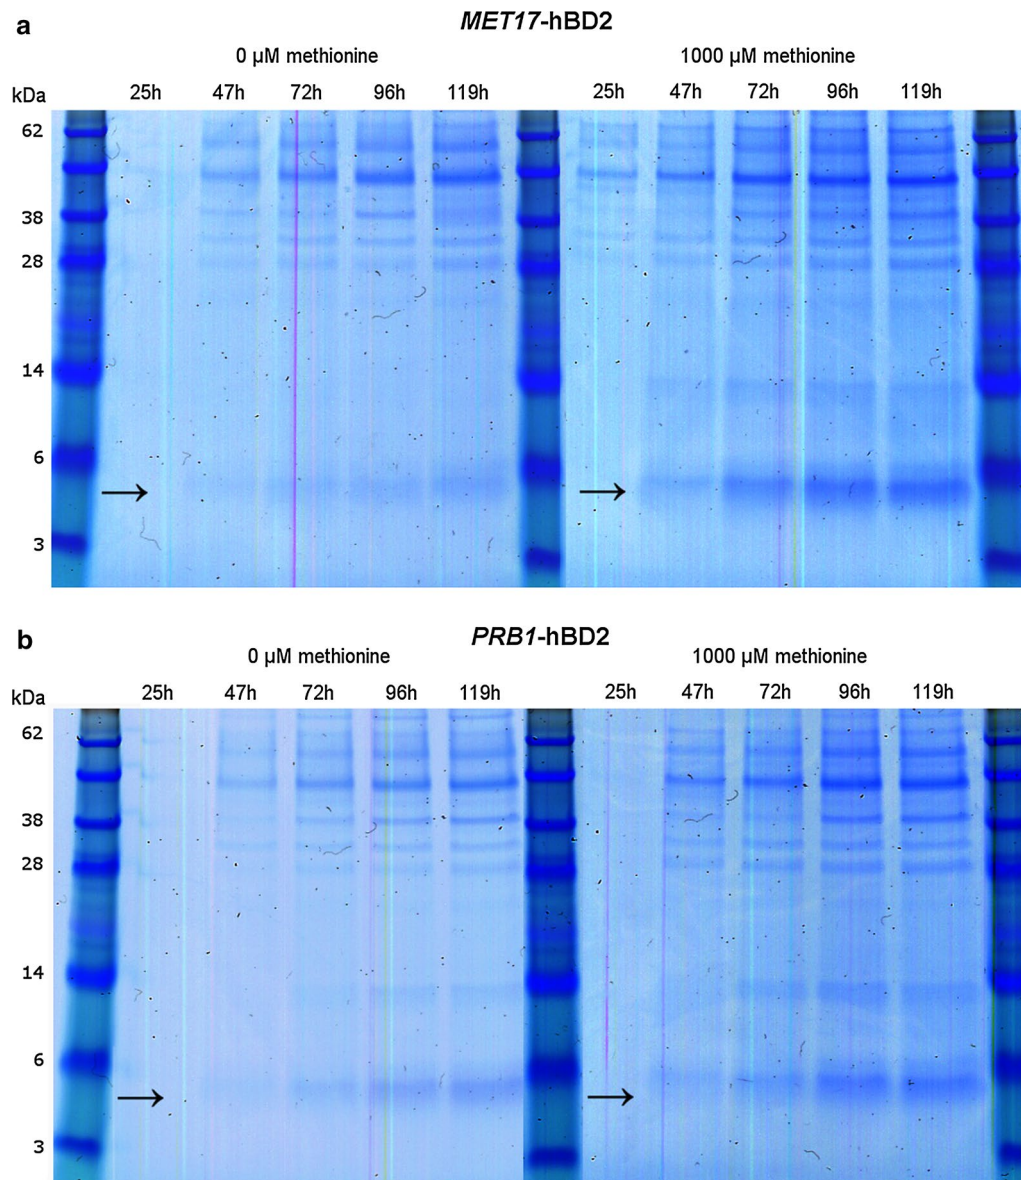 a
MET17-hBD2
0 µM methionine 1000 µM methionine
kDa 25h 47h 72h 96h 119h 25h 47h 72h 96h 119h
62
38
28
14
6
3
b
PRB1-hBD2
0 µM methionine 1000 µM methionine
kDa 25h 47h 72h 96h 119h 25h 47h 72h 96h 119h
62
38
28
14
6
3